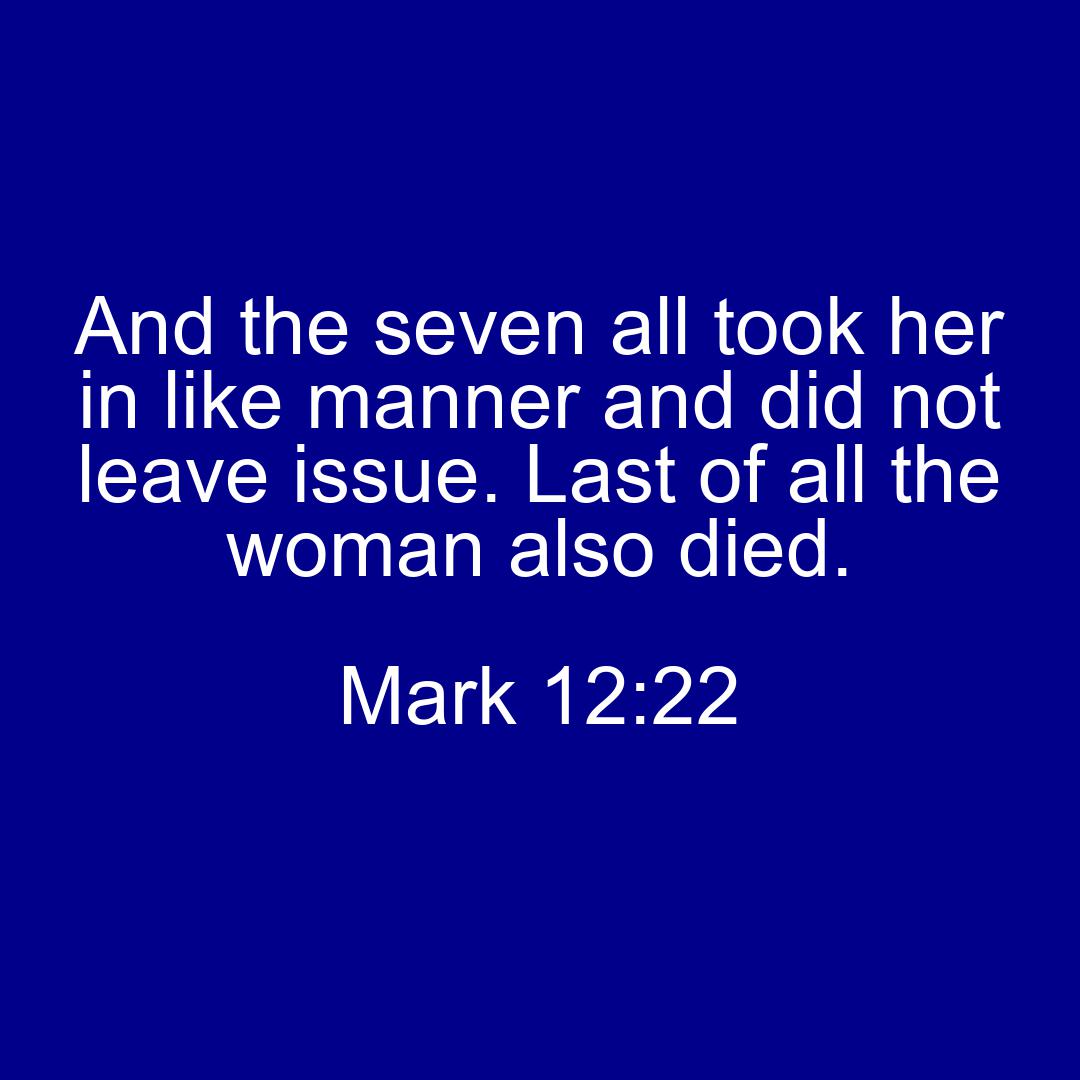 And the seven all took her
in like manner and did not
leave issue. Last of all the
woman also died.
Mark 12:22